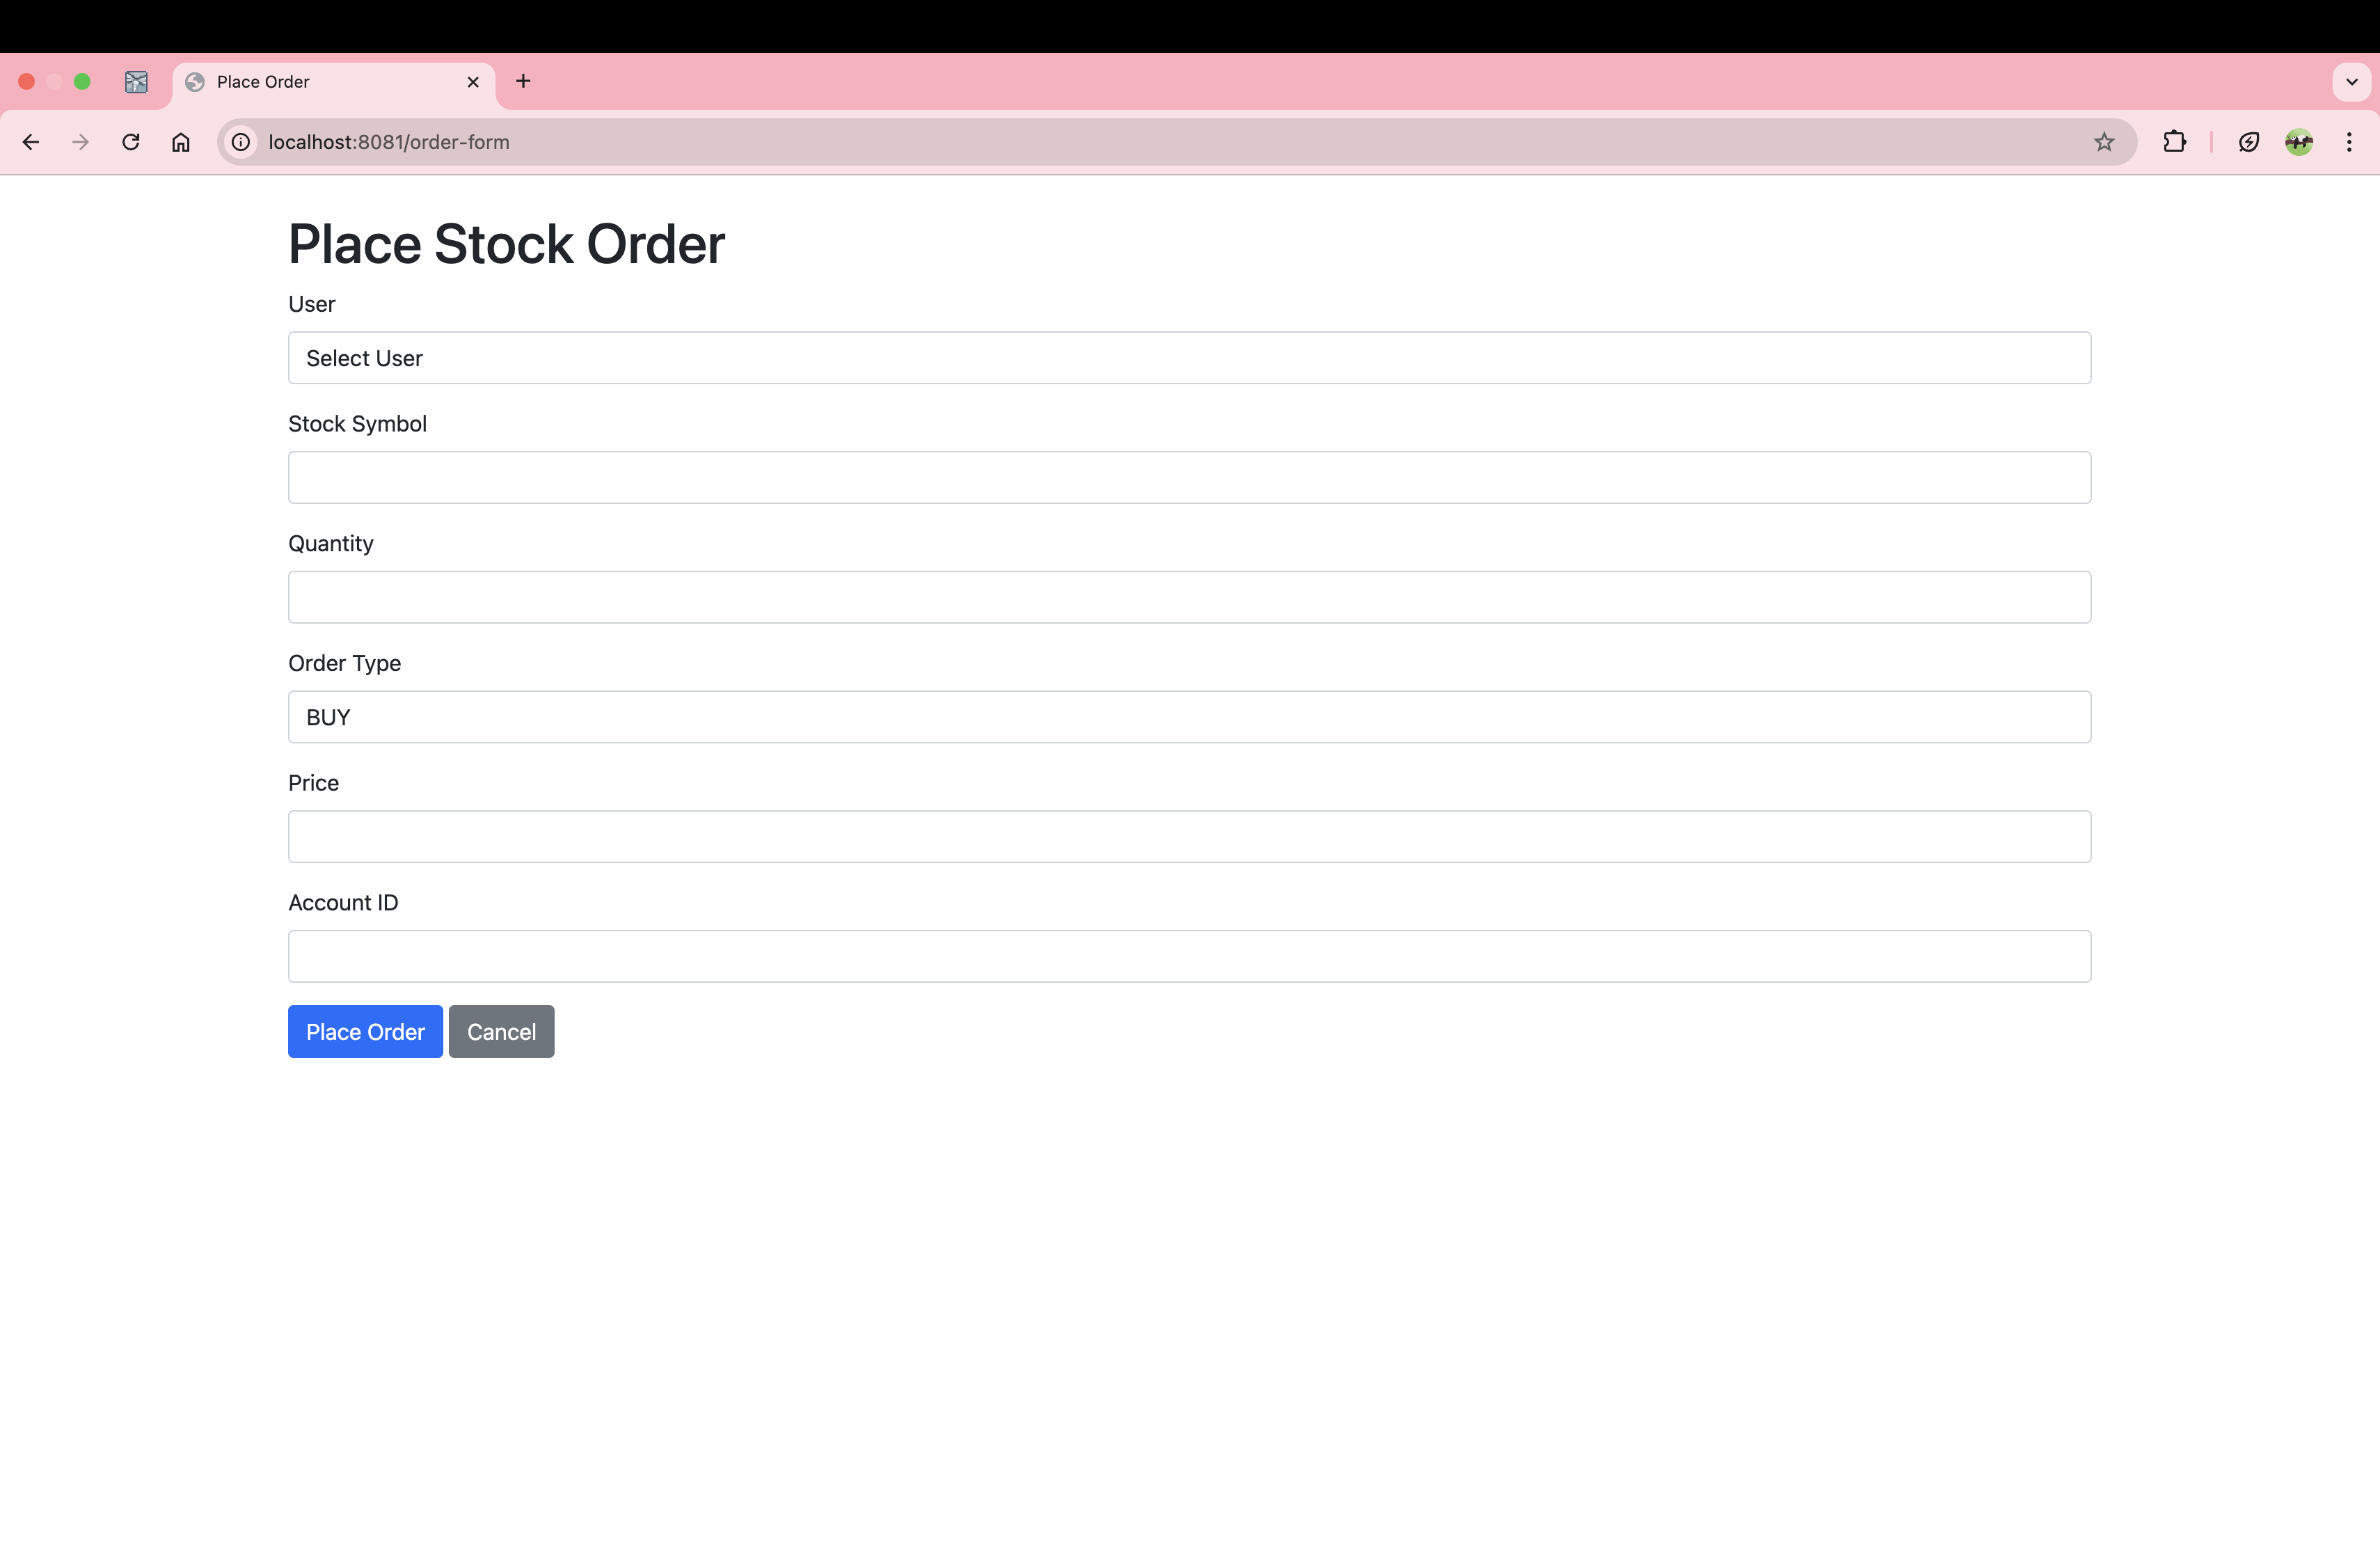 Place Order
localhost:8081/order-form
Place Stock Order
User
Select User
Stock Symbol
Quantity
Order Type
BUY
Price
Account ID
Place Order Cancel